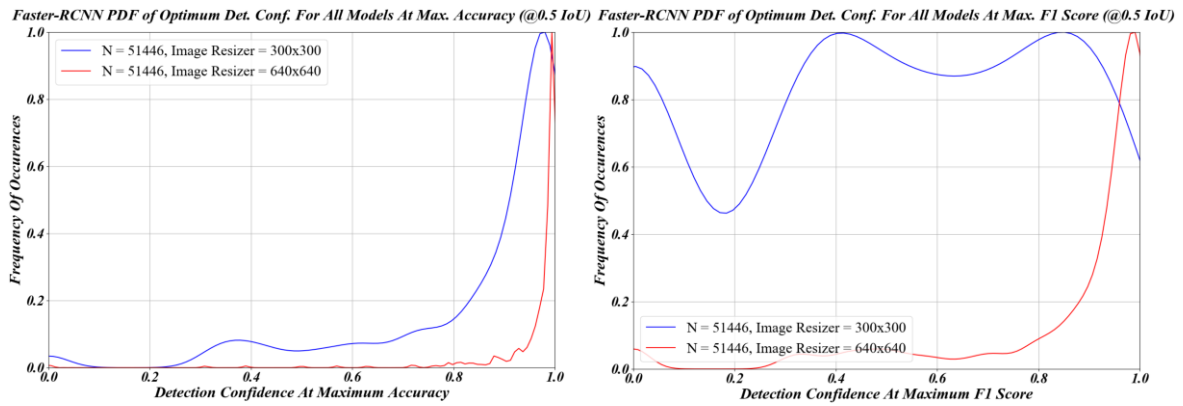 Faster-RCNN PDF of Optimum Det. Conf. For All Models At Max. Accuracy (@0.5 IoU)
1.0
0.8
0.6
0.4
0.2
0.0
Frequency Of Occurences
N = 51446, Image Resizer = 300x300
N = 51446, Image Resizer = 640x640
0.0 0.2 0.4 0.6 0.8 1.0
Detection Confidence At Maximum Accuracy
Faster-RCNN PDF of Optimum Det. Conf. For All Models At Max. F1 Score (@0.5 IoU)
1.0
0.8
0.6
0.4
0.2
0.0
Frequency Of Occurences
N = 51446, Image Resizer = 300x300
N = 51446, Image Resizer = 640x640
0.0 0.2 0.4 0.6 0.8 1.0
Detection Confidence At Maximum F1 Score